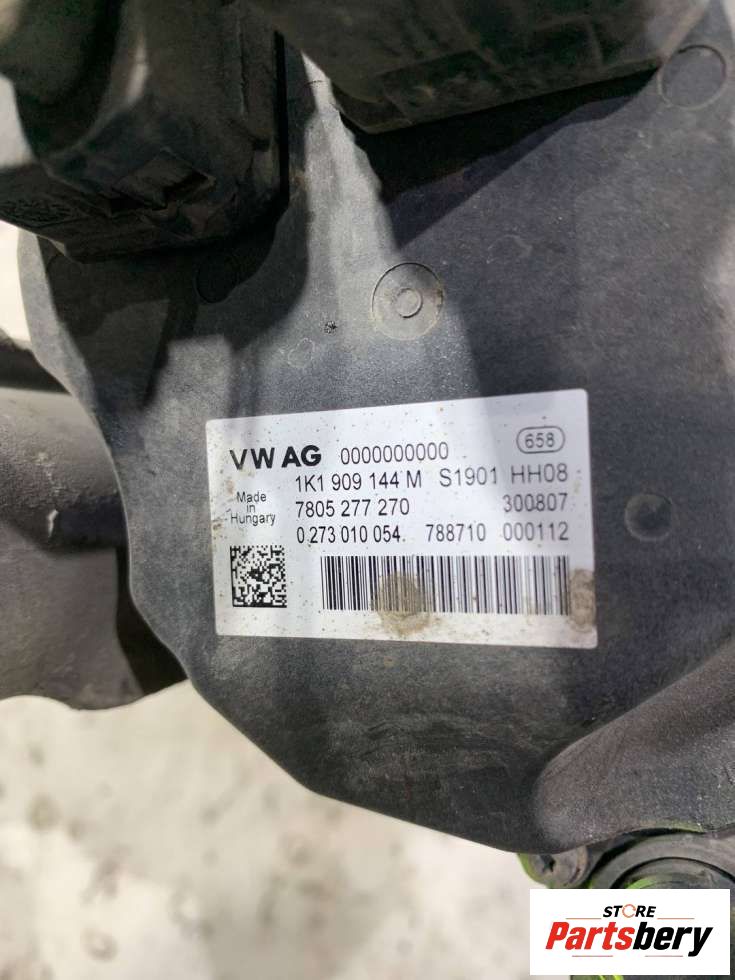 VW AG 0000000000 658
1K1 909 144 M S1901 HH08
Made in Hungary
7805 277 270 300807
0 273 010 054. 788710 000112
STORE
Partsbery